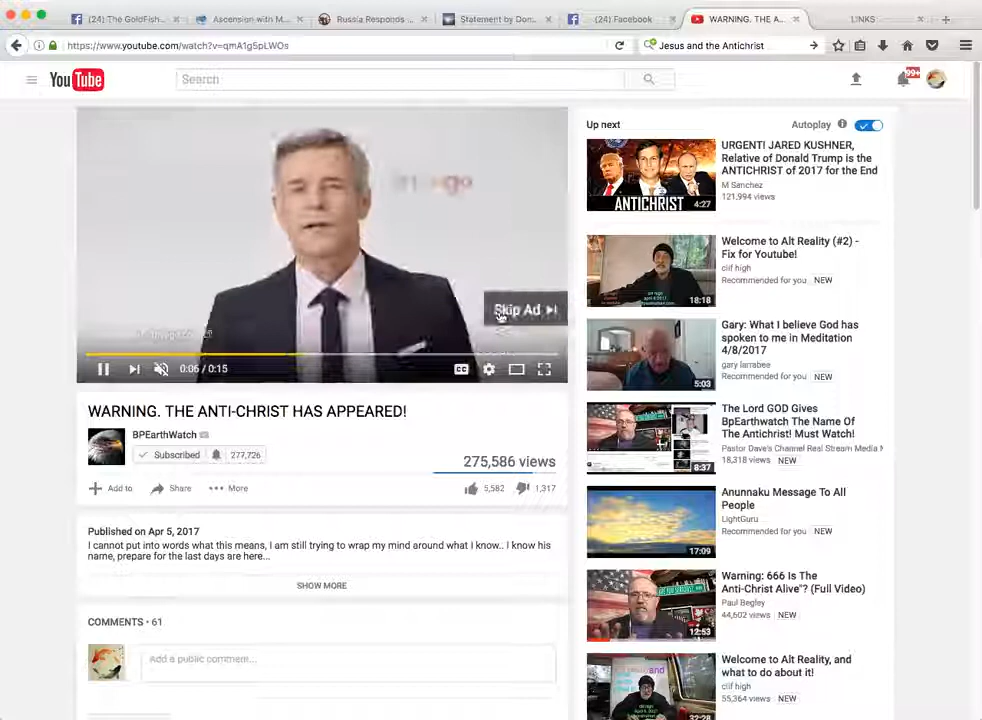 (24) The GoldFish...
Ascension with M...
Russia Responds ...
Statement by Don...
(24) Facebook
WARNING. THE A...
LINKS
https://www.youtube.com/watch?v=qmA1g5pLWOs
Jesus and the Antichrist
YouTube
Search
99+
Skip Ad
0:06 / 0:15
CC
WARNING. THE ANTI-CHRIST HAS APPEARED!
BPEarthWatch
Subscribed
277,726
275,586 views
Add to
Share
More
5,582
1,317
Published on Apr 5, 2017
I cannot put into words what this means, I am still trying to wrap my mind around what I know.. I know his
name, prepare for the last days are here...
SHOW MORE
COMMENTS • 61
Add a public comment...
Up next
Autoplay
ANTICHRIST
4:27
URGENT! JARED KUSHNER,
Relative of Donald Trump is the
ANTICHRIST of 2017 for the End
M Sanchez
121,994 views
18:18
Welcome to Alt Reality (#2) -
Fix for Youtube!
clif high
Recommended for you NEW
5:03
Gary: What I believe God has
spoken to me in Meditation
4/8/2017
gary larrabee
Recommended for you NEW
8:37
The Lord GOD Gives
BpEarthWatch The Name Of
The Antichrist! Must Watch!
Pastor Dave's Channel Real Stream Media
18,318 views NEW
17:09
Anunnaku Message To All
People
LightGuru
Recommended for you NEW
12:53
Warning: 666 Is The
Anti-Christ Alive"? (Full Video)
Paul Begley
44,602 views NEW
32:28
Welcome to Alt Reality, and
what to do about it!
clif high
55,364 views NEW